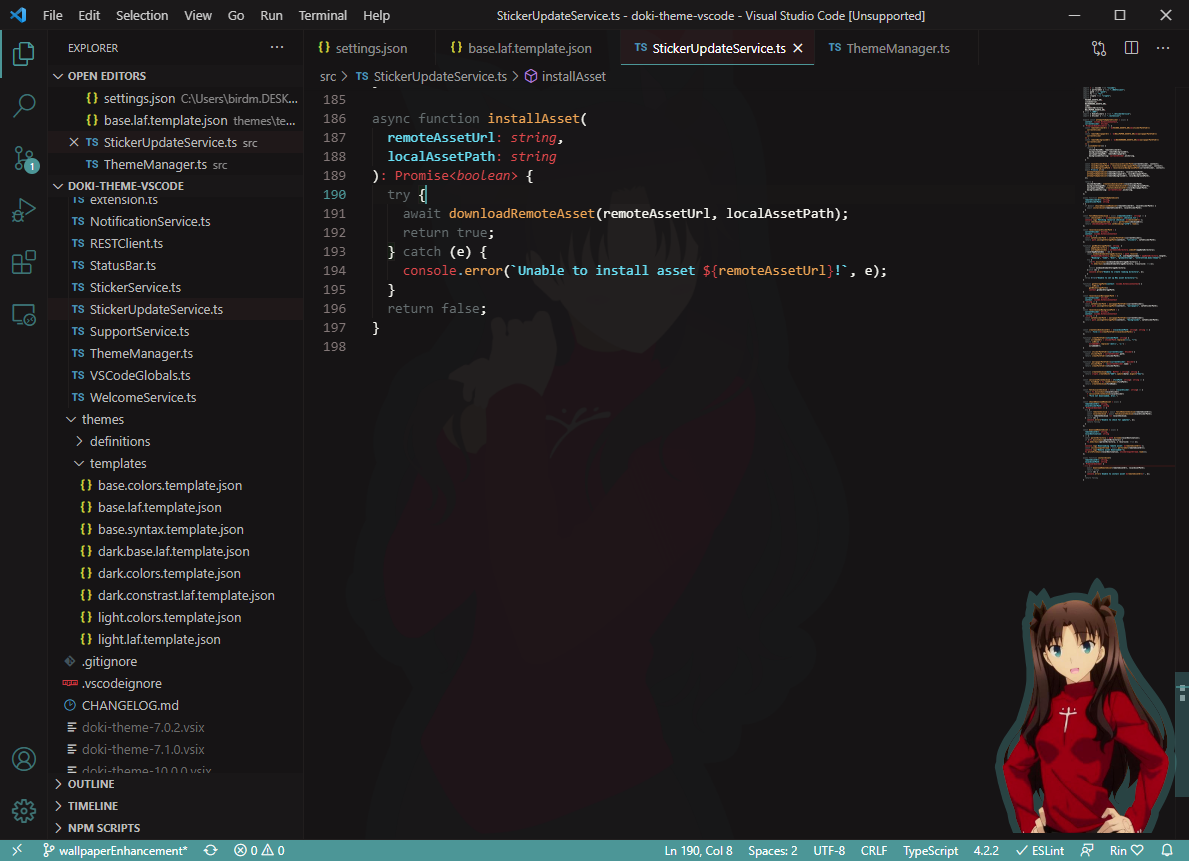 File Edit Selection View Go Run Terminal Help StickerUpdateService.ts - doki-theme-vscode - Visual Studio Code [Unsupported]
EXPLORER
OPEN EDITORS
settings.json C:\Users\birdm.DESK...
base.laf.template.json themes\te...
StickerUpdateService.ts src
ThemeManager.ts src
DOKI-THEME-VSCODE
TS extension.ts
TS NotificationService.ts
TS RESTClient.ts
TS StatusBar.ts
TS StickerService.ts
TS StickerUpdateService.ts
TS SupportService.ts
TS ThemeManager.ts
TS VSCodeGlobals.ts
TS WelcomeService.ts
themes
definitions
templates
{} base.colors.template.json
{} base.laf.template.json
{} base.syntax.template.json
{} dark.base.laf.template.json
{} dark.colors.template.json
{} dark.constrast.laf.template.json
{} light.colors.template.json
{} light.laf.template.json
.gitignore
.vscodeignore
CHANGELOG.md
doki-theme-7.0.2.vsix
doki-theme-7.1.0.vsix
doki-theme-10.0.0.vsix
OUTLINE
TIMELINE
NPM SCRIPTS
1
{} settings.json {} base.laf.template.json TS StickerUpdateService.ts TS ThemeManager.ts
src > TS StickerUpdateService.ts > installAsset
185
186 async function installAsset(
187 remoteAssetUrl: string,
188 localAssetPath: string
189 ): Promise<boolean> {
190 try {
191 await downloadRemoteAsset(remoteAssetUrl, localAssetPath);
192 return true;
193 } catch (e) {
194 console.error(`Unable to install asset ${remoteAssetUrl}!`, e);
195 }
196 return false;
197 }
198
wallpaperEnhancement* 0 0 Ln 190, Col 8 Spaces: 2 UTF-8 CRLF TypeScript 4.2.2 ESLint Rin